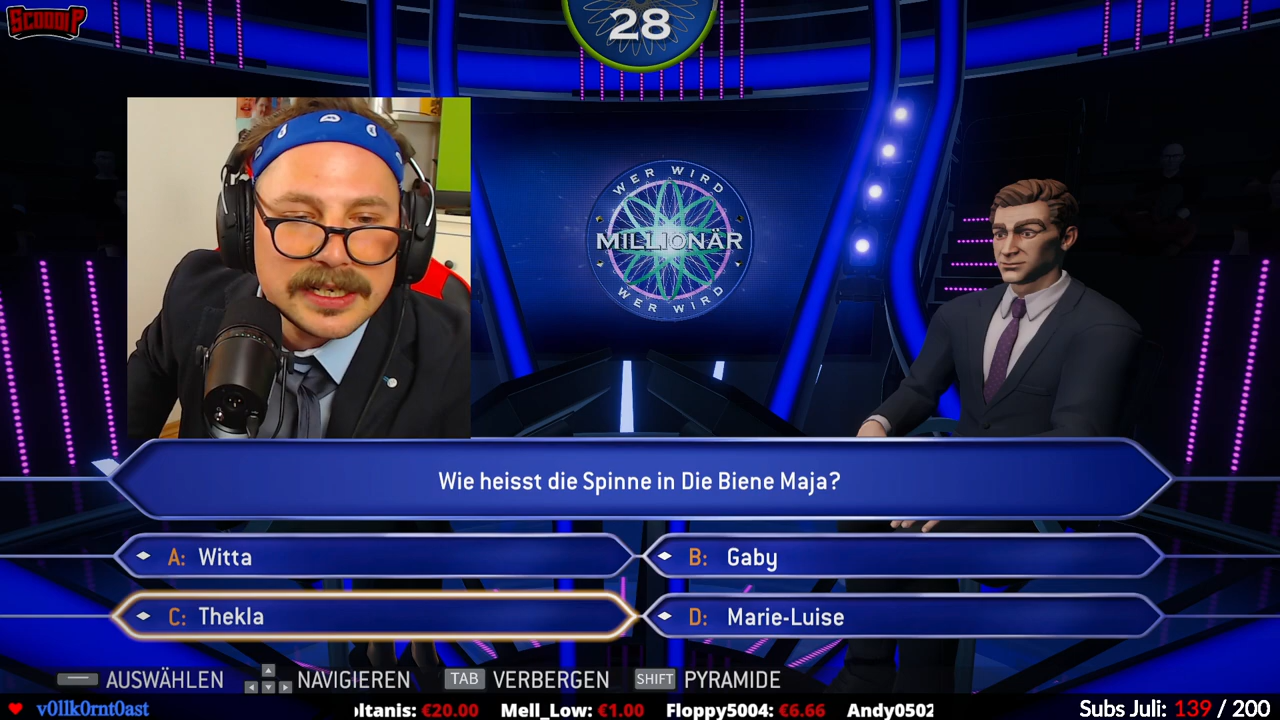 SCOOOIP
28
WER WIRD
MILLIONÄR
WER WIRD
Wie heisst die Spinne in Die Biene Maja?
A: Witta
B: Gaby
C: Thekla
D: Marie-Luise
AUSWÄHLEN
NAVIGIEREN
TAB VERBERGEN
SHIFT PYRAMIDE
v0llk0rnt0ast
ltanis: €20.00 Mell_Low: €1.00 Floppy5004: €6.66 Andy0502
Subs Juli: 139 / 200